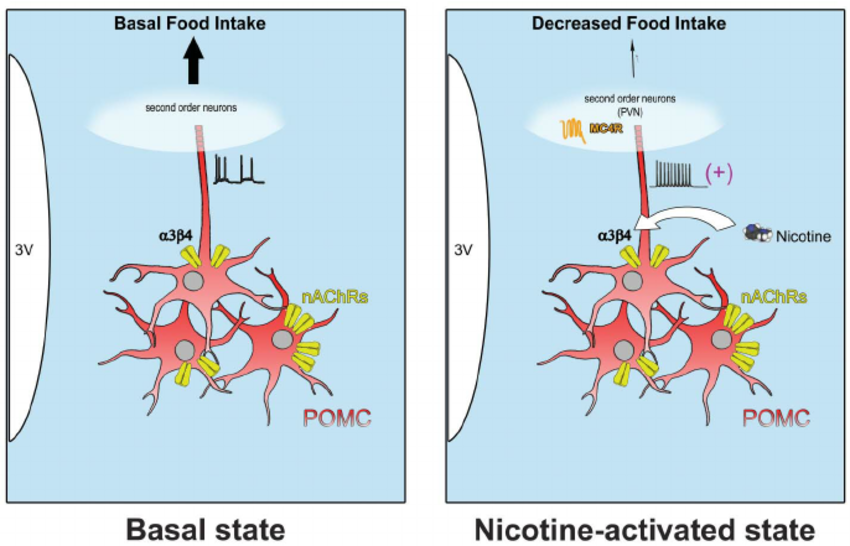 Basal Food Intake
second order neurons
3V
α3β4
nAChRs
POMC
Basal state
Decreased Food Intake
second order neurons
(PVN)
MC4R
(+)
3V
α3β4
Nicotine
nAChRs
POMC
Nicotine-activated state